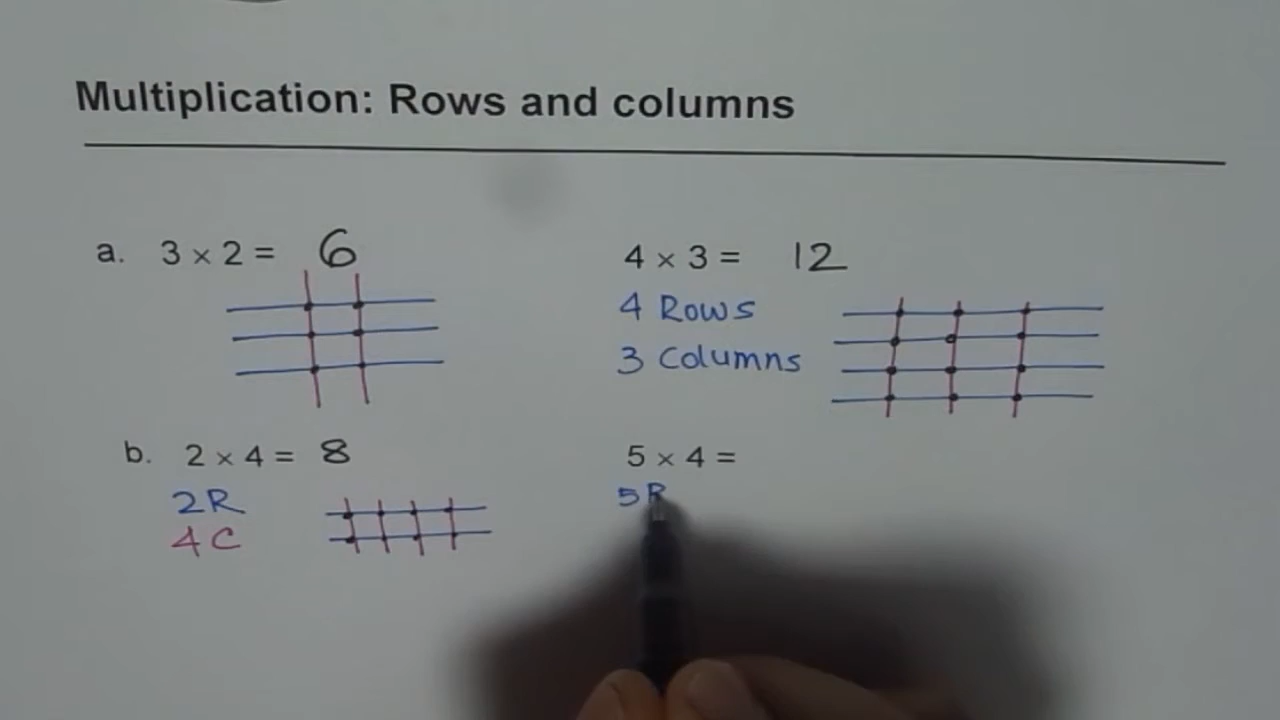 Multiplication: Rows and columns
a. 3 × 2 = 6
4 × 3 = 12
4 Rows
3 Columns
b. 2 × 4 = 8
2R
4C
5 × 4 =
5R